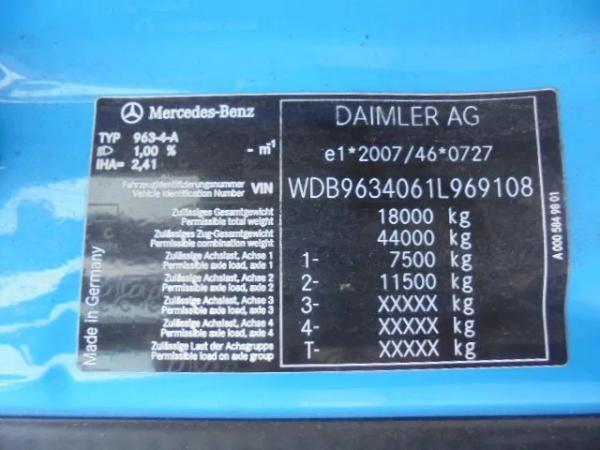 Mercedes-Benz DAIMLER AG
TYP 963-4-A
1,00 % - m⁻¹ e1*2007/46*0727
IHA= 2,41
Fahrzeugidentifizierungsnummer
Vehicle Identification Number VIN WDB9634061L969108
Zulässiges Gesamtgewicht
Permissible total weight 18000 kg
Zulässiges Zug-Gesamtgewicht
Permissible combination weight 44000 kg
Zulässige Achslast, Achse 1
Permissible axle load, axle 1 1- 7500 kg
Zulässige Achslast, Achse 2
Permissible axle load, axle 2 2- 11500 kg
Zulässige Achslast, Achse 3
Permissible axle load, axle 3 3- XXXXX kg
Zulässige Achslast, Achse 4
Permissible axle load, axle 4 4- XXXXX kg
Zulässige Last der Achsgruppe
Permissible load on axle group T- XXXXX kg
Made in Germany
A 000 584 98 01